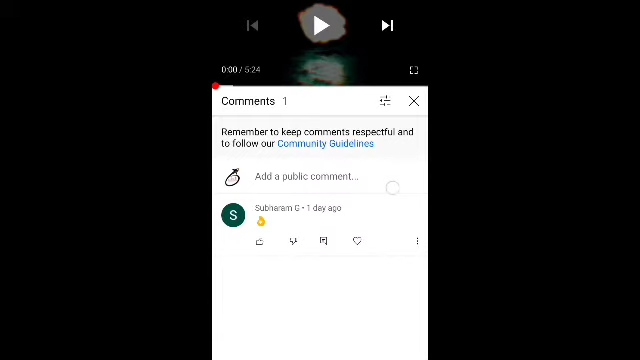 0:00 / 5:24
Comments 1
Remember to keep comments respectful and
to follow our Community Guidelines
Add a public comment...
S
Subharam G • 1 day ago
👌